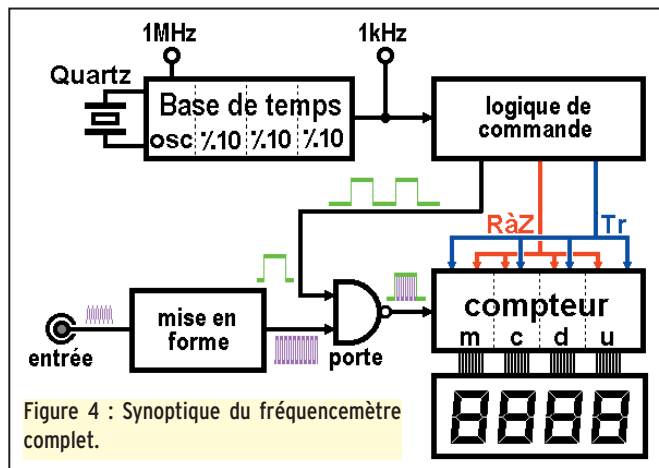 1MHz
1kHz
Quartz
Base de temps
osc ٪.10 ٪.10 ٪.10
logique de
commande
RàZ
Tr
mise en
forme
compteur
m c d u
entrée
porte
8888
Figure 4 : Synoptique du fréquencemètre
complet.